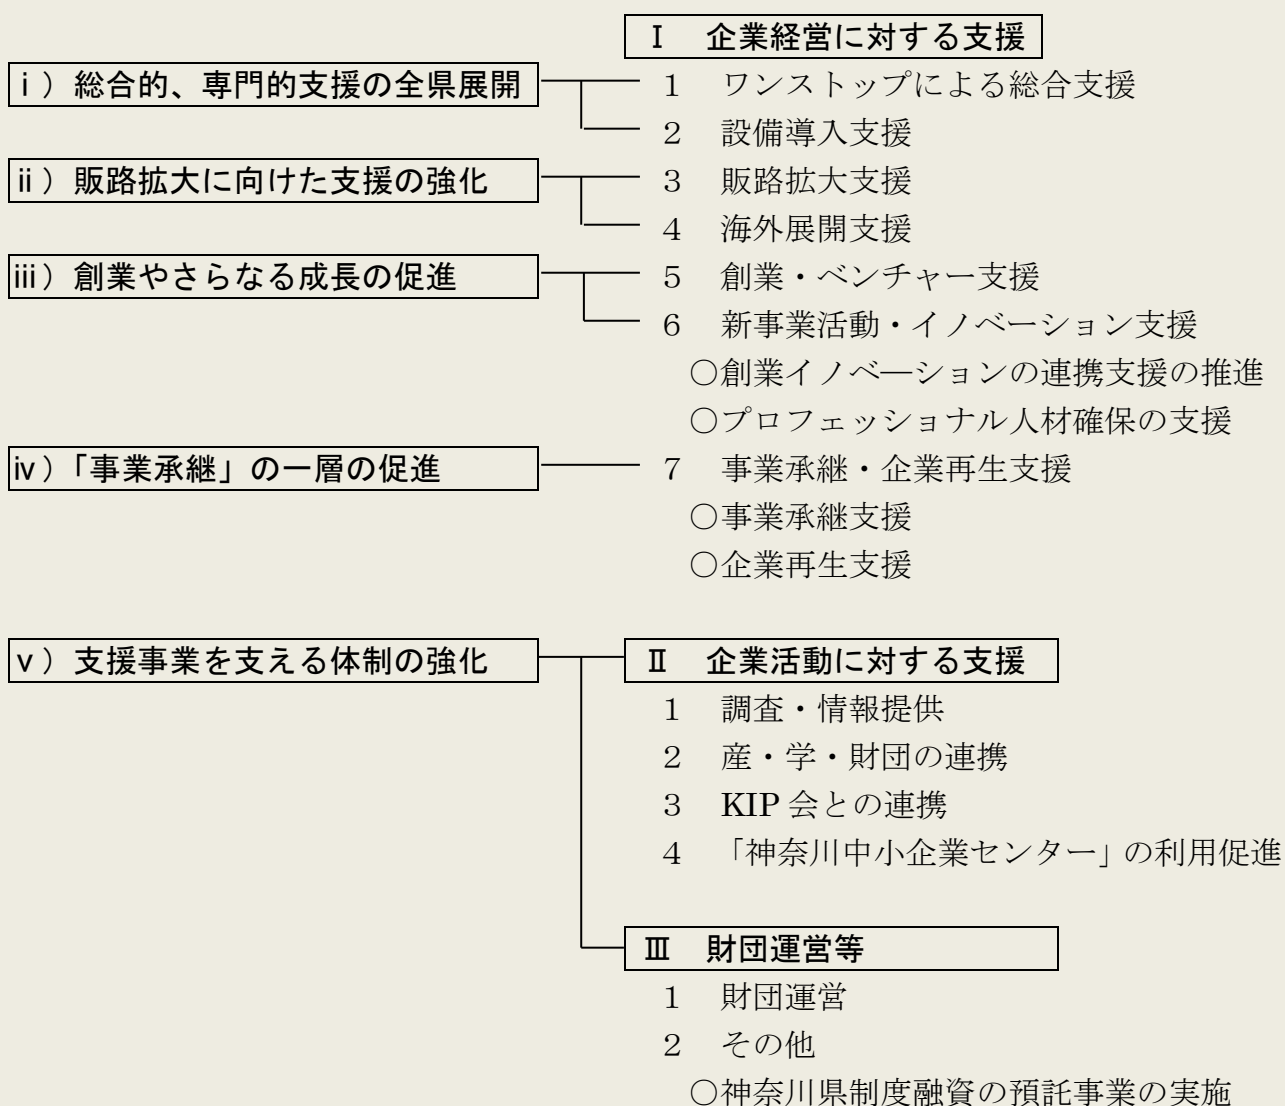 Ⅰ　企業経営に対する支援
ⅰ）総合的、専門的支援の全県展開
１　ワンストップによる総合支援
２　設備導入支援
ⅱ）販路拡大に向けた支援の強化
３　販路拡大支援
４　海外展開支援
ⅲ）創業やさらなる成長の促進
５　創業・ベンチャー支援
６　新事業活動・イノベーション支援
○創業イノベ―ションの連携支援の推進
○プロフェッショナル人材確保の支援
ⅳ）「事業承継」の一層の促進
７　事業承継・企業再生支援
○事業承継支援
○企業再生支援
ⅴ）支援事業を支える体制の強化
Ⅱ　企業活動に対する支援
１　調査・情報提供
２　産・学・財団の連携
３　KIP 会との連携
４　「神奈川中小企業センター」の利用促進
Ⅲ　財団運営等
１　財団運営
２　その他
○神奈川県制度融資の預託事業の実施